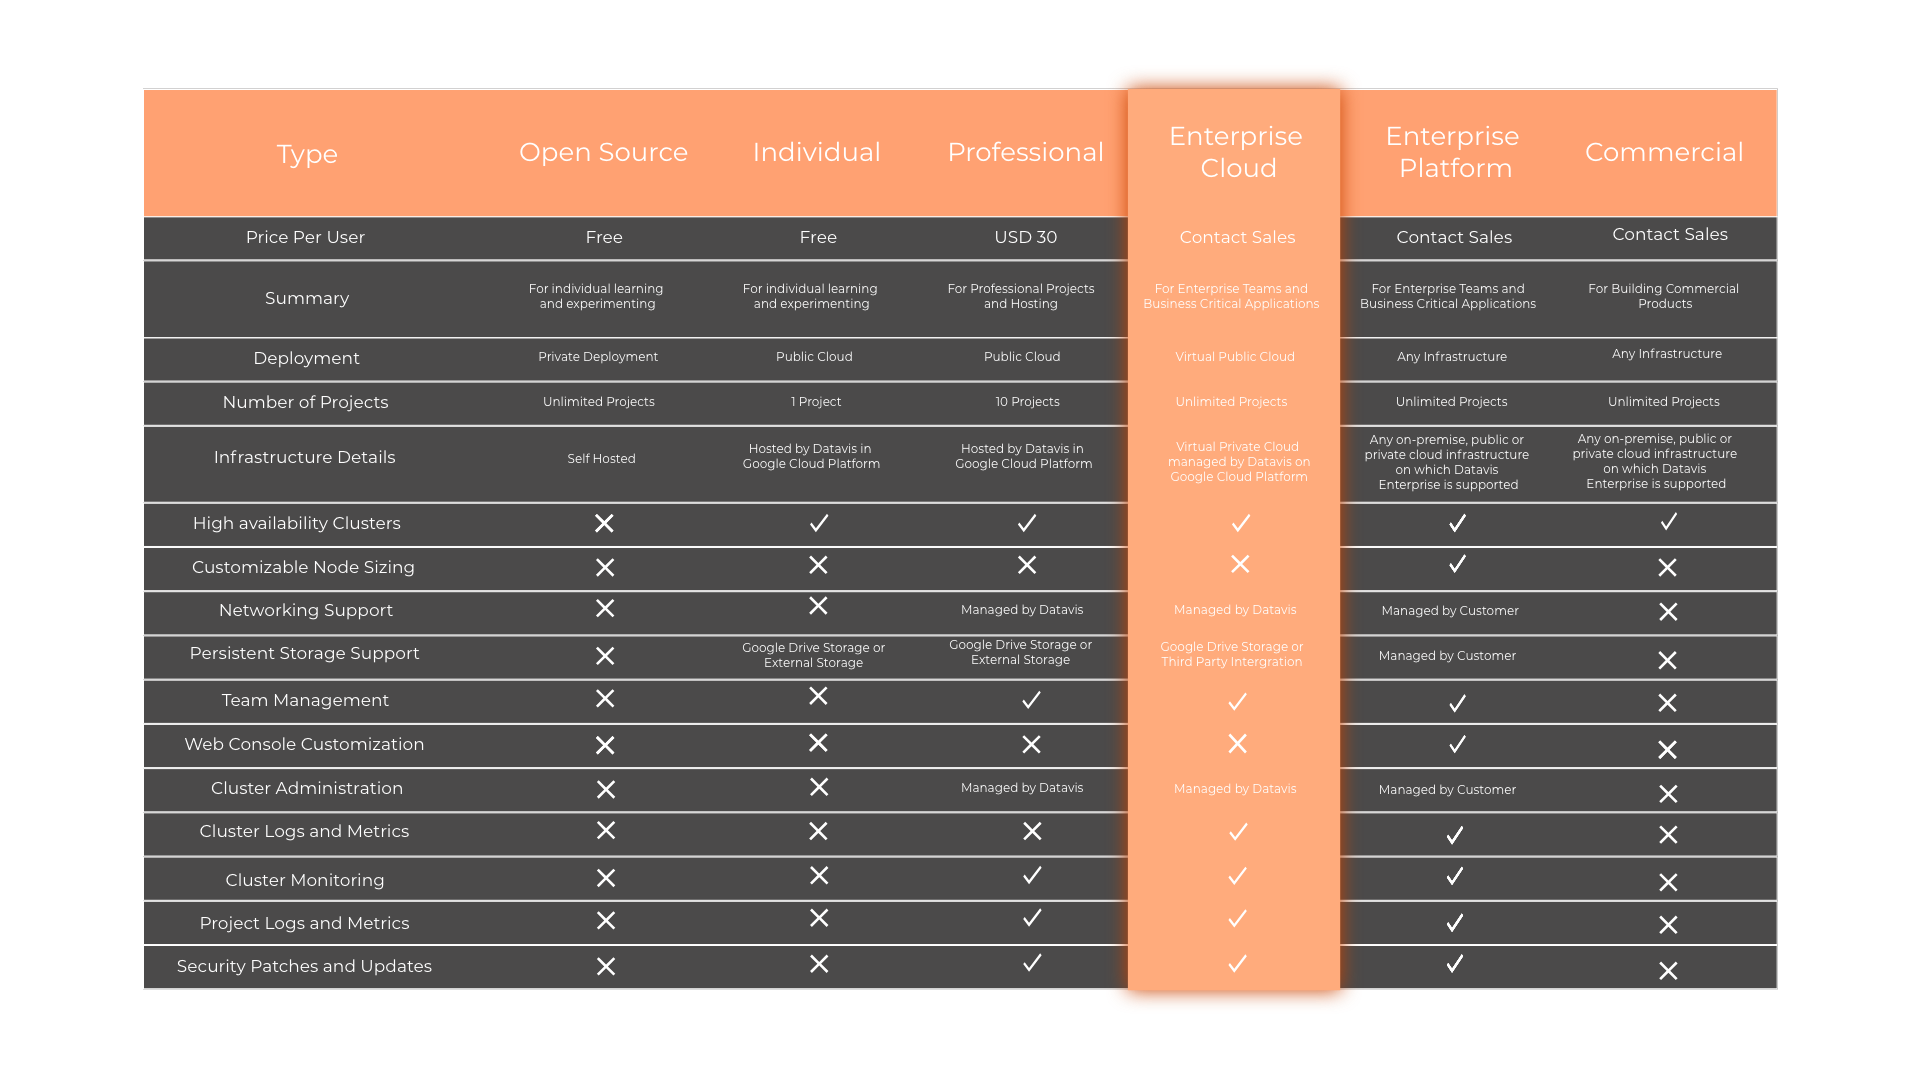 Type Open Source Individual Professional Enterprise Cloud Enterprise Platform Commercial
Price Per User Free Free USD 30 Contact Sales Contact Sales Contact Sales
Summary
For individual learning
and experimenting
For individual learning
and experimenting
For Professional Projects
and Hosting
For Enterprise Teams and
Business Critical Applications
For Enterprise Teams and
Business Critical Applications
For Building Commercial
Products
Deployment Private Deployment Public Cloud Public Cloud Virtual Public Cloud Any Infrastructure Any Infrastructure
Number of Projects Unlimited Projects 1 Project 10 Projects Unlimited Projects Unlimited Projects Unlimited Projects
Infrastructure Details
Self Hosted
Hosted by Datavis in
Google Cloud Platform
Hosted by Datavis in
Google Cloud Platform
Virtual Private Cloud
managed by Datavis on
Google Cloud Platform
Any on-premise, public or
private cloud infrastructure
on which Datavis
Enterprise is supported
Any on-premise, public or
private cloud infrastructure
on which Datavis
Enterprise is supported
High availability Clusters
Customizable Node Sizing
Networking Support Managed by Datavis Managed by Datavis Managed by Customer
Persistent Storage Support
Google Drive Storage or
External Storage
Google Drive Storage or
External Storage
Google Drive Storage or
Third Party Intergration
Managed by Customer
Team Management
Web Console Customization
Cluster Administration Managed by Datavis Managed by Datavis Managed by Customer
Cluster Logs and Metrics
Cluster Monitoring
Project Logs and Metrics
Security Patches and Updates